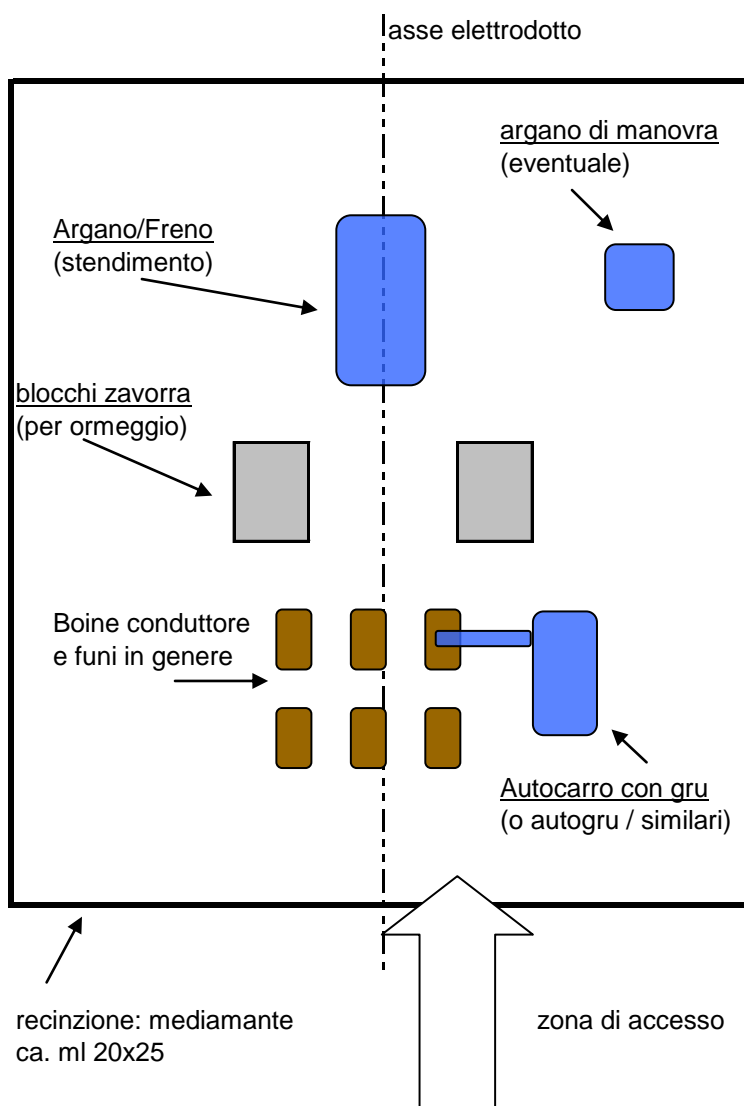 asse elettrodotto
argano di manovra
(eventuale)
Argano/Freno
(stendimento)
blocchi zavorra
(per ormeggio)
Boine conduttore
e funi in genere
Autocarro con gru
(o autogru / similari)
recinzione: mediamante
ca. ml 20x25
zona di accesso